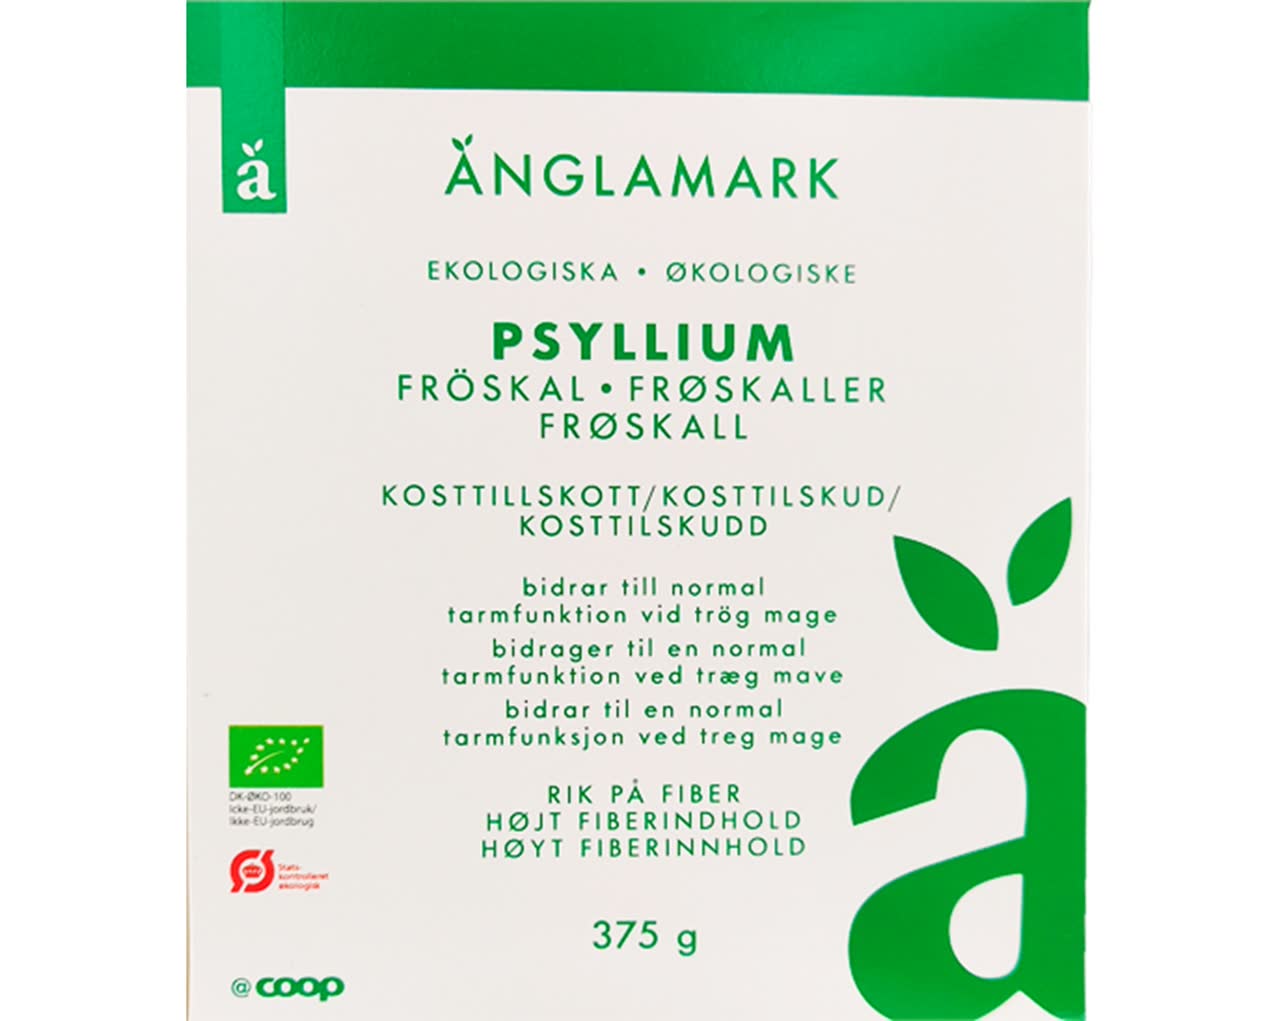 ä
ÄNGLAMARK
EKOLOGISKA • ØKOLOGISKE
PSYLLIUM
FRÖSKAL • FRØSKALLER
FRØSKALL
KOSTTILLSKOTT/KOSTTILSKUD/
KOSTTILSKUDD
bidrar till normal
tarmfunktion vid trög mage
bidrager til en normal
tarmfunktion ved træg mave
bidrar til en normal
tarmfunksjon ved treg mage
RIK PÅ FIBER
HØJT FIBERINDHOLD
HØYT FIBERINNHOLD
375 g
DK-ØKO-100
Icke-EU-jordbruk/
Ikke-EU-jordbrug
Ø
Stats-
kontrolleret
økologisk
@ coop
ä